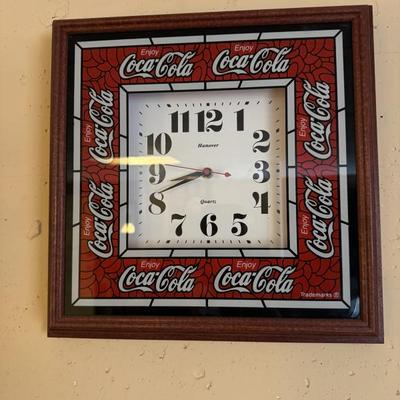 Enjoy
Coca-Cola
Enjoy
Coca-Cola
Enjoy
Coca-Cola
Enjoy
Coca-Cola
11 12 1
10 2
Hanover
9 3
8 4
Quartz
7 6 5
Enjoy
Coca-Cola
Enjoy
Coca-Cola
Enjoy
Coca-Cola
Enjoy
Coca-Cola
Trademarks ®